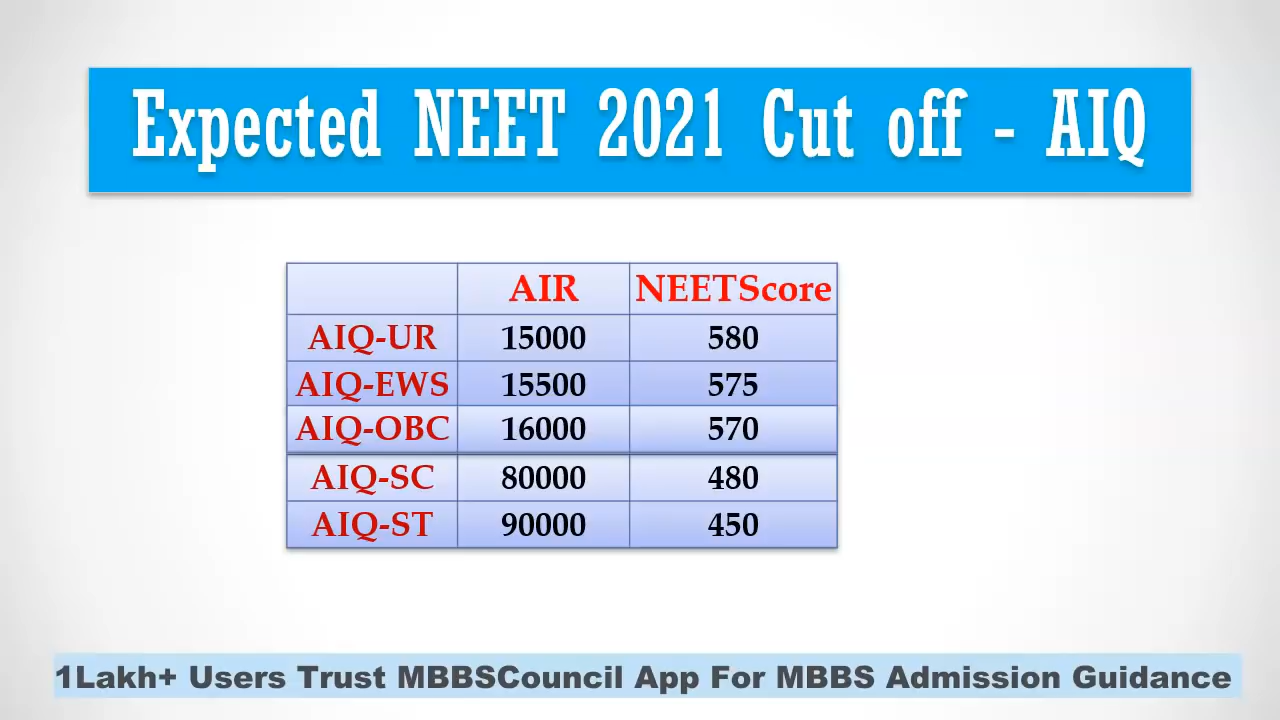 Expected NEET 2021 Cut off - AIQ
AIR NEETScore
AIQ-UR 15000 580
AIQ-EWS 15500 575
AIQ-OBC 16000 570
AIQ-SC 80000 480
AIQ-ST 90000 450
1Lakh+ Users Trust MBBSCouncil App For MBBS Admission Guidance